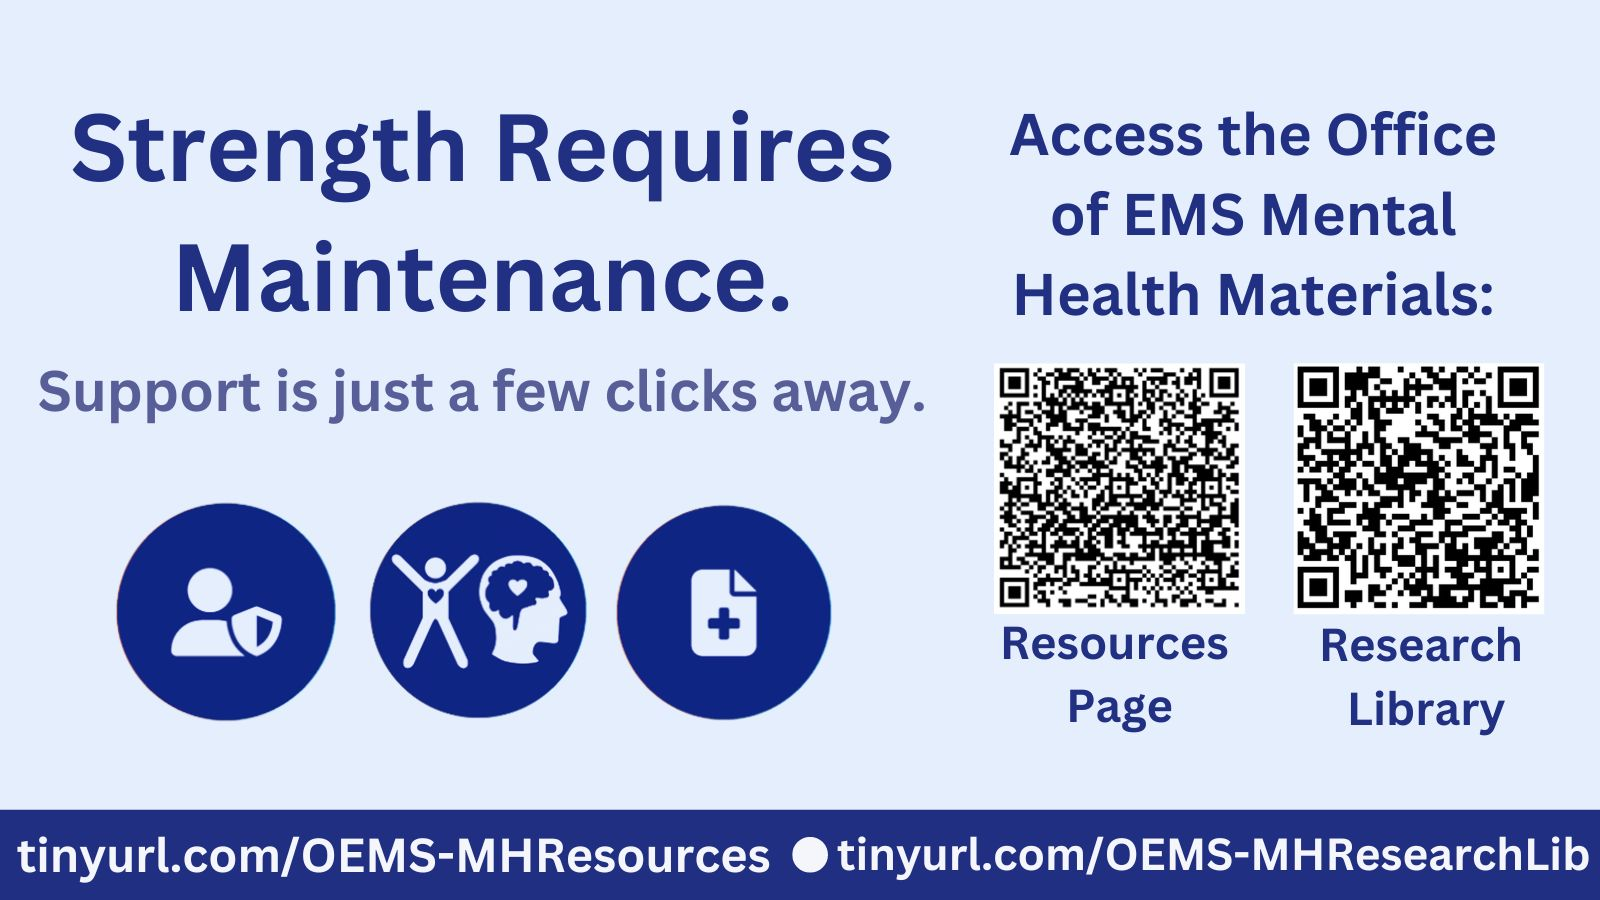 Strength Requires
Maintenance.
Support is just a few clicks away.
Access the Office
of EMS Mental
Health Materials:
Resources
Page
Research
Library
tinyurl.com/OEMS-MHResources
tinyurl.com/OEMS-MHResearchLib